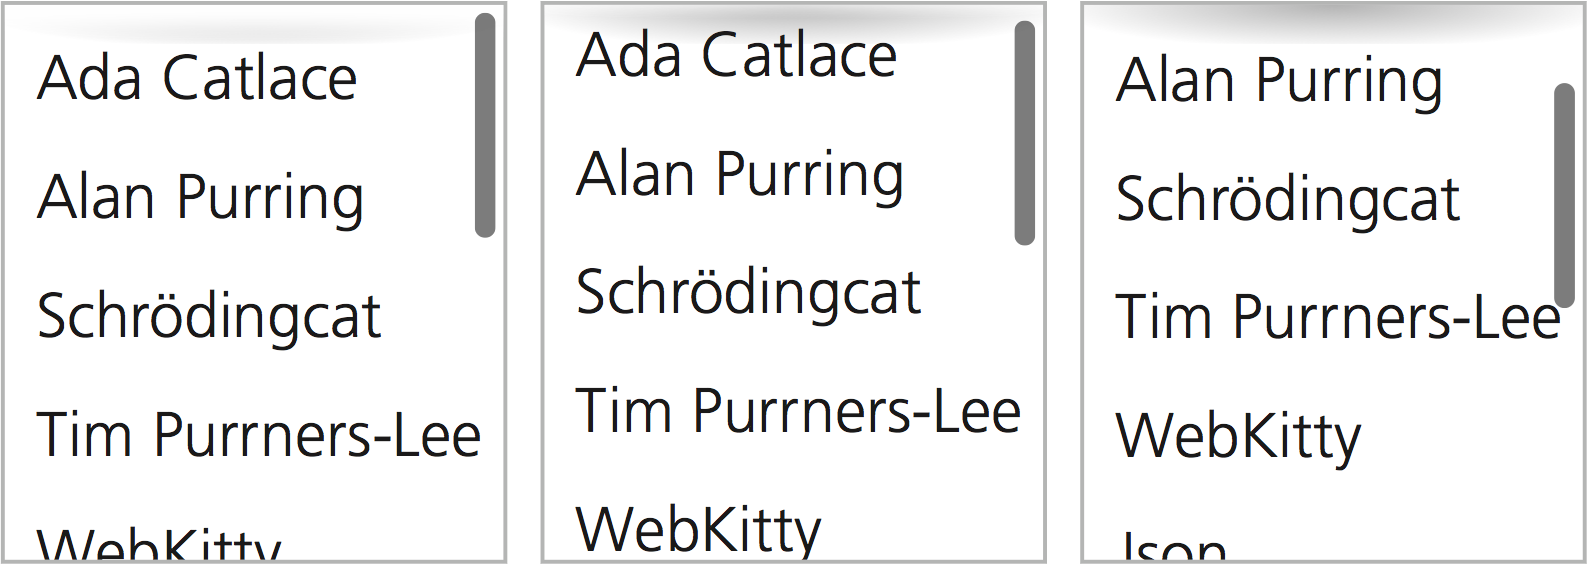 Ada Catlace
Alan Purring
Schrödingcat
Tim Purrners-Lee
WebKitty
Ada Catlace
Alan Purring
Schrödingcat
Tim Purrners-Lee
WebKitty
Alan Purring
Schrödingcat
Tim Purrners-Lee
WebKitty
Json